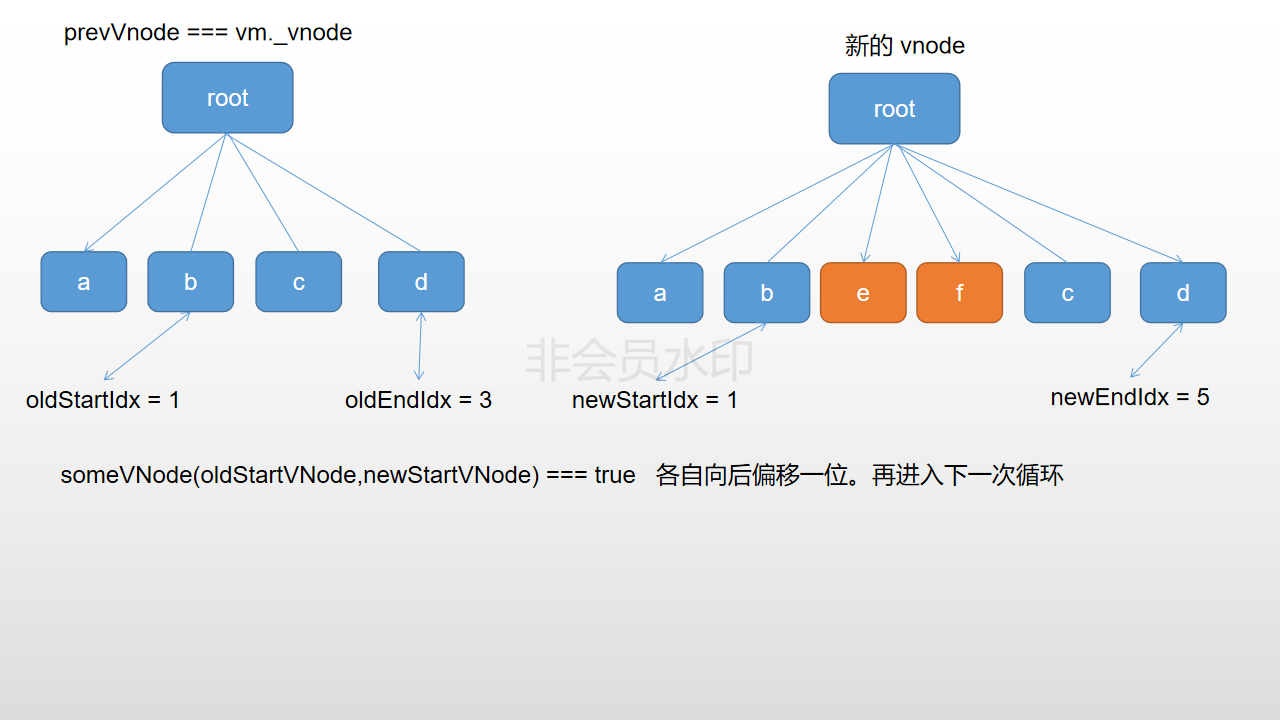 prevVnode === vm._vnode
新的 vnode
root
root
a
b
c
d
a
b
e
f
c
d
非会员水印
oldStartIdx = 1
oldEndIdx = 3
newStartIdx = 1
newEndIdx = 5
someVNode(oldStartVNode,newStartVNode) === true 各自向后偏移一位。再进入下一次循环